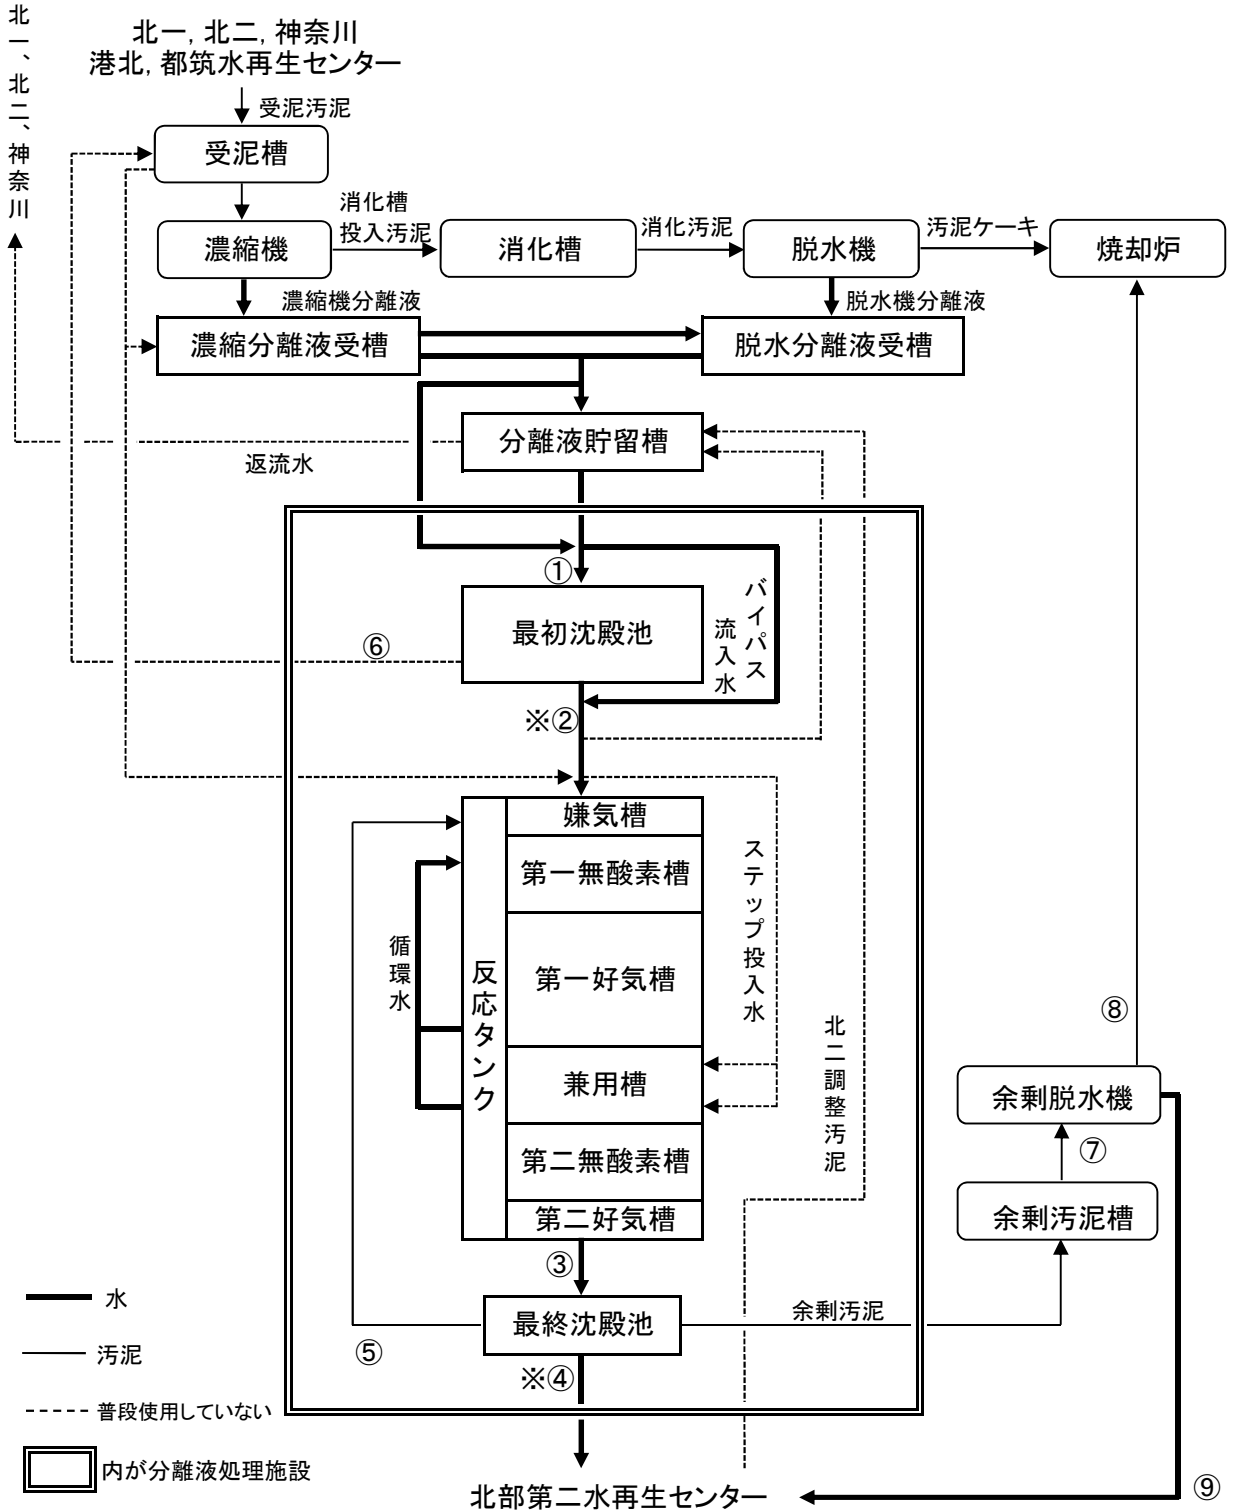 北一、北二、神奈川
北一, 北二, 神奈川
港北, 都筑水再生センター
受泥汚泥
受泥槽
消化槽
投入汚泥
濃縮機
消化槽
消化汚泥
脱水機
汚泥ケーキ
焼却炉
濃縮機分離液
脱水機分離液
濃縮分離液受槽
脱水分離液受槽
分離液貯留槽
返流水
①
最初沈殿池
バイパス
流入水
⑥
※②
嫌気槽
第一無酸素槽
第一好気槽
兼用槽
第二無酸素槽
第二好気槽
反応タンク
循環水
ステップ投入水
北二調整汚泥
⑧
余剰脱水機
⑦
余剰汚泥槽
③
最終沈殿池
余剰汚泥
⑤
※④
水
汚泥
普段使用していない
内が分離液処理施設
北部第二水再生センター
⑨